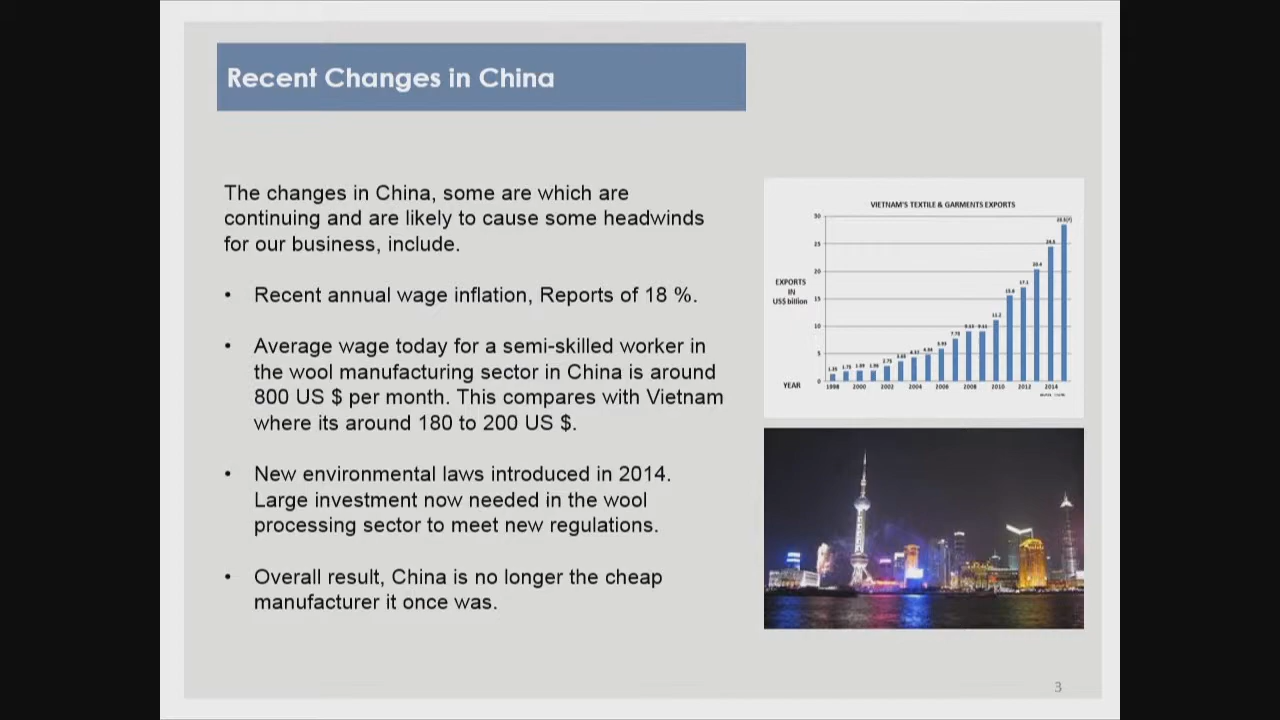 Recent Changes in China
The changes in China, some are which are
continuing and are likely to cause some headwinds
for our business, include.
• Recent annual wage inflation, Reports of 18 %.
• Average wage today for a semi-skilled worker in
the wool manufacturing sector in China is around
800 US $ per month. This compares with Vietnam
where its around 180 to 200 US $.
• New environmental laws introduced in 2014.
Large investment now needed in the wool
processing sector to meet new regulations.
• Overall result, China is no longer the cheap
manufacturer it once was.
VIETNAM'S TEXTILE & GARMENTS EXPORTS
EXPORTS
IN
US$ billion
30
25
20
15
10
5
0
YEAR
1998 2000 2002 2004 2006 2008 2010 2012 2014
3